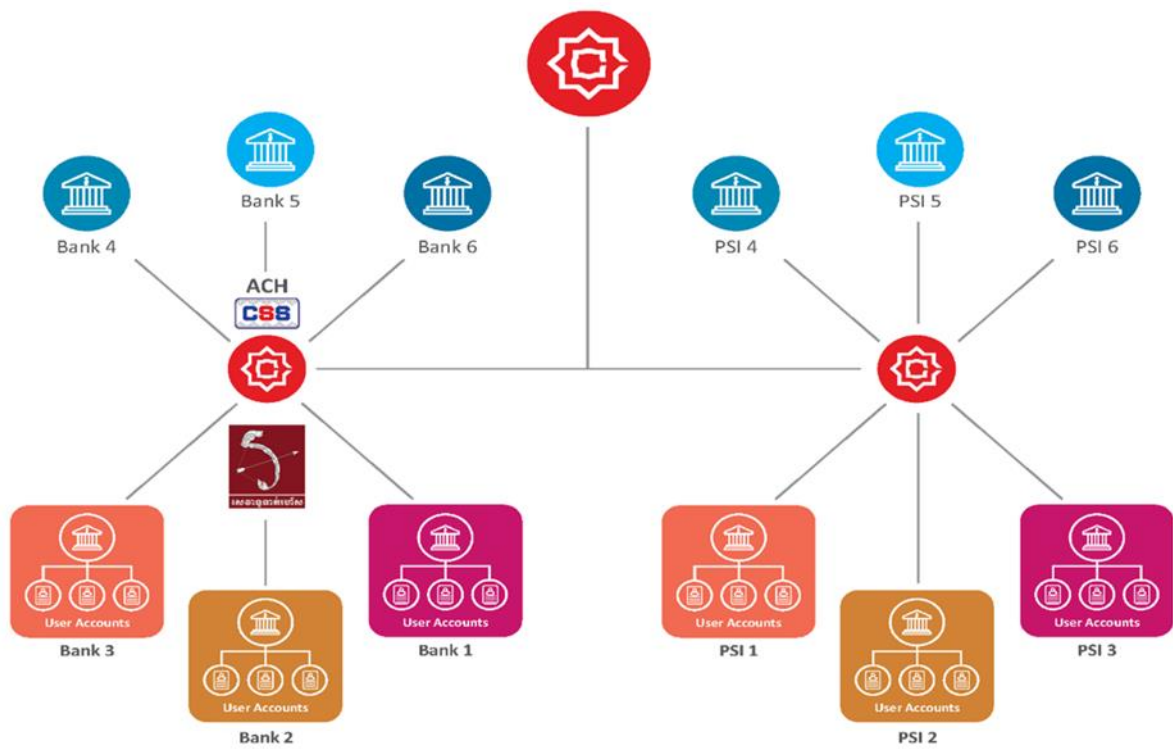 Bank 5
PSI 5
Bank 4
Bank 6
PSI 4
PSI 6
ACH
CSS
User Accounts
User Accounts
User Accounts
User Accounts
Bank 3
Bank 1
PSI 1
PSI 3
User Accounts
User Accounts
Bank 2
PSI 2